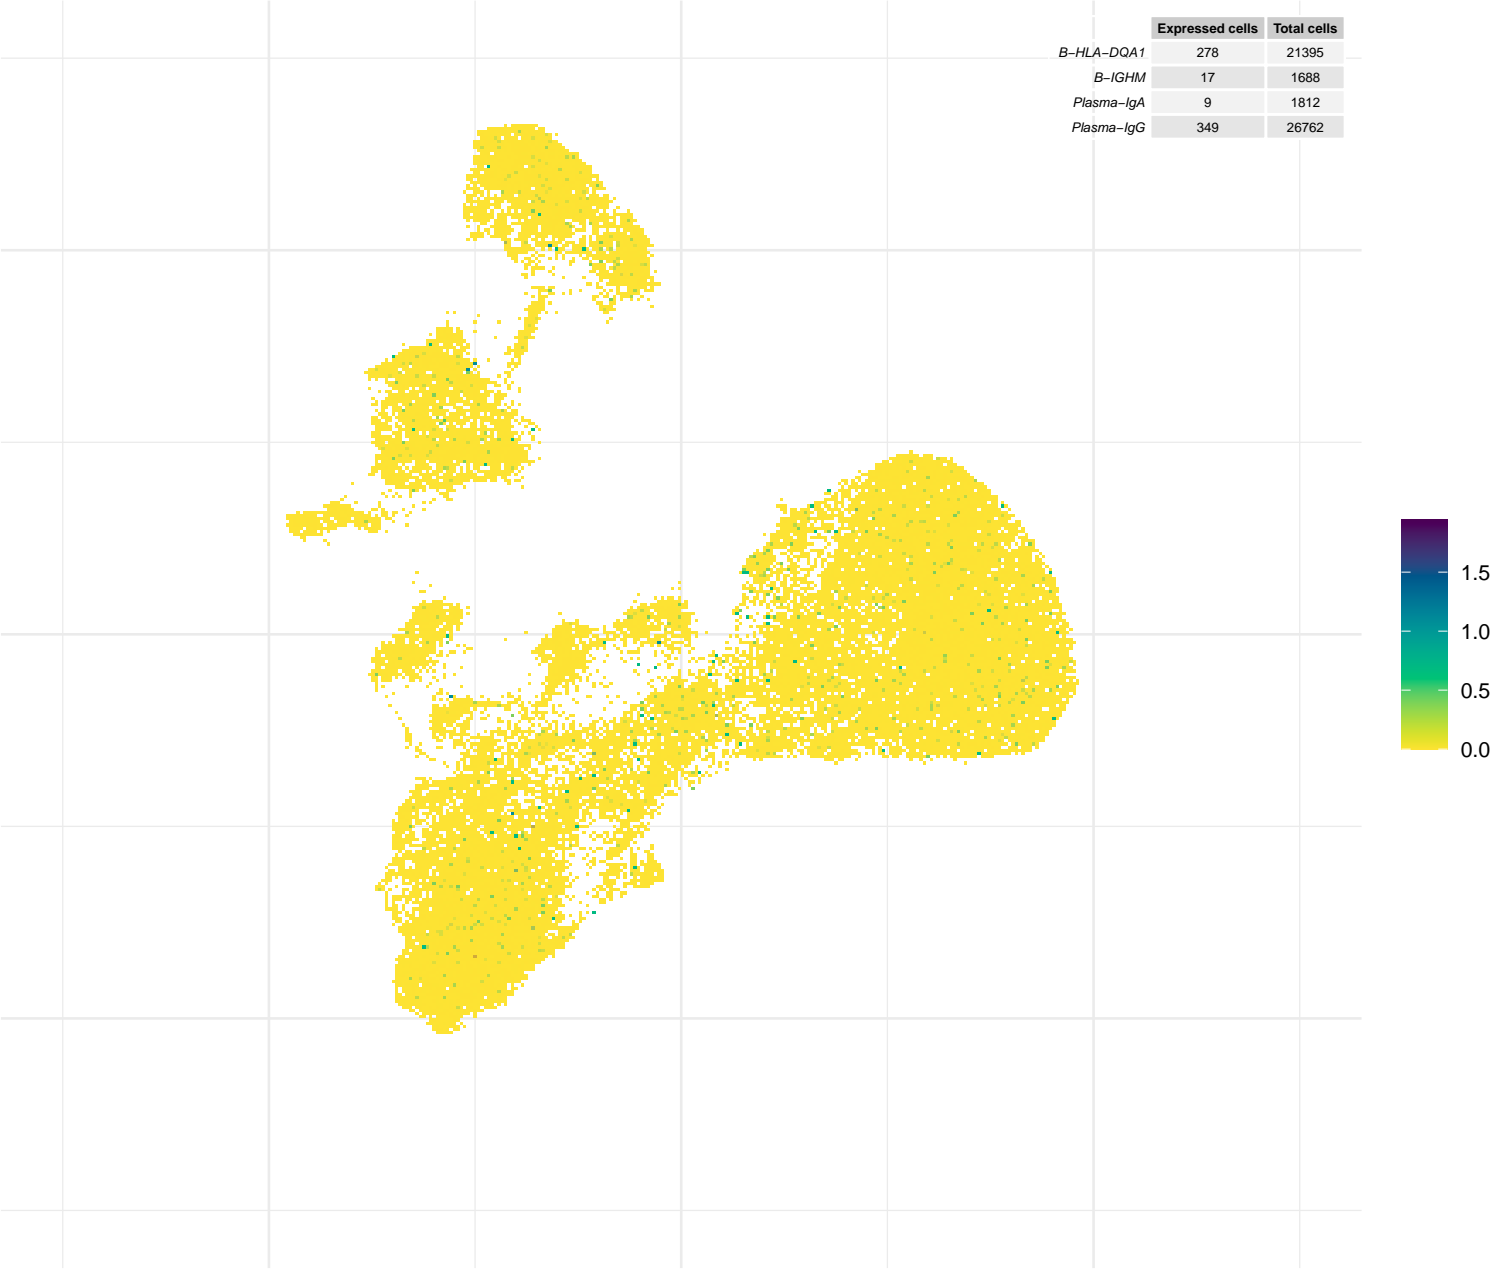 Expressed cells Total cells
B−HLA−DQA1 278 21395
B−IGHM 17 1688
Plasma−IgA 9 1812
Plasma−IgG 349 26762
1.5
1.0
0.5
0.0